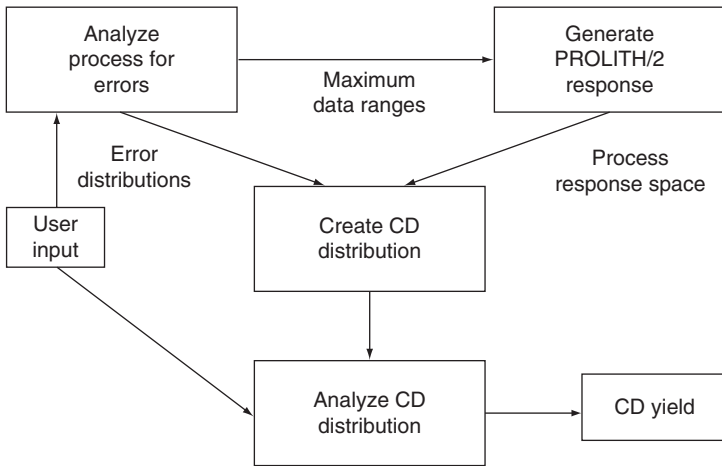 Analyze
process for
errors
Maximum
data ranges
Generate
PROLITH/2
response
Error
distributions
Process
response space
User
input
Create CD
distribution
Analyze CD
distribution
CD yield